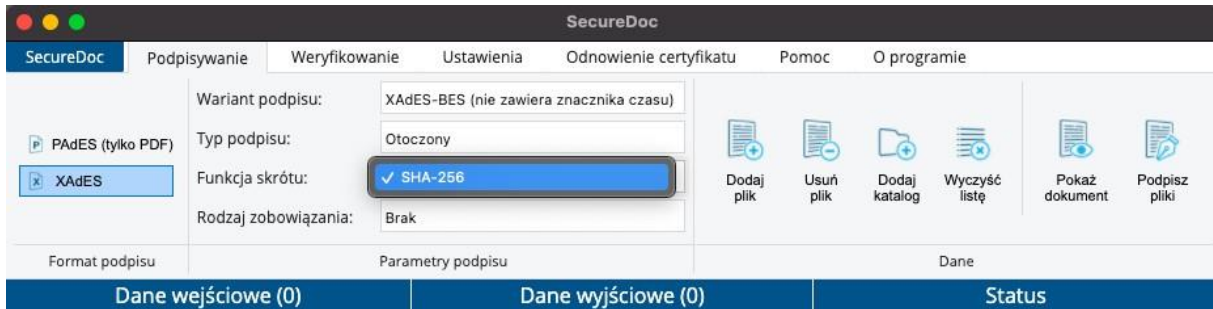 SecureDoc
SecureDoc Podpisywanie Weryfikowanie Ustawienia Odnowienie certyfikatu Pomoc O programie
PAdES (tylko PDF)
XAdES
Format podpisu
Wariant podpisu: XAdES-BES (nie zawiera znacznika czasu)
Typ podpisu: Otoczony
Funkcja skrótu: ✓ SHA-256
Rodzaj zobowiązania: Brak
Parametry podpisu
Dodaj plik
Usuń plik
Dodaj katalog
Wyczyść listę
Pokaż dokument
Podpisz pliki
Dane
Dane wejściowe (0) Dane wyjściowe (0) Status